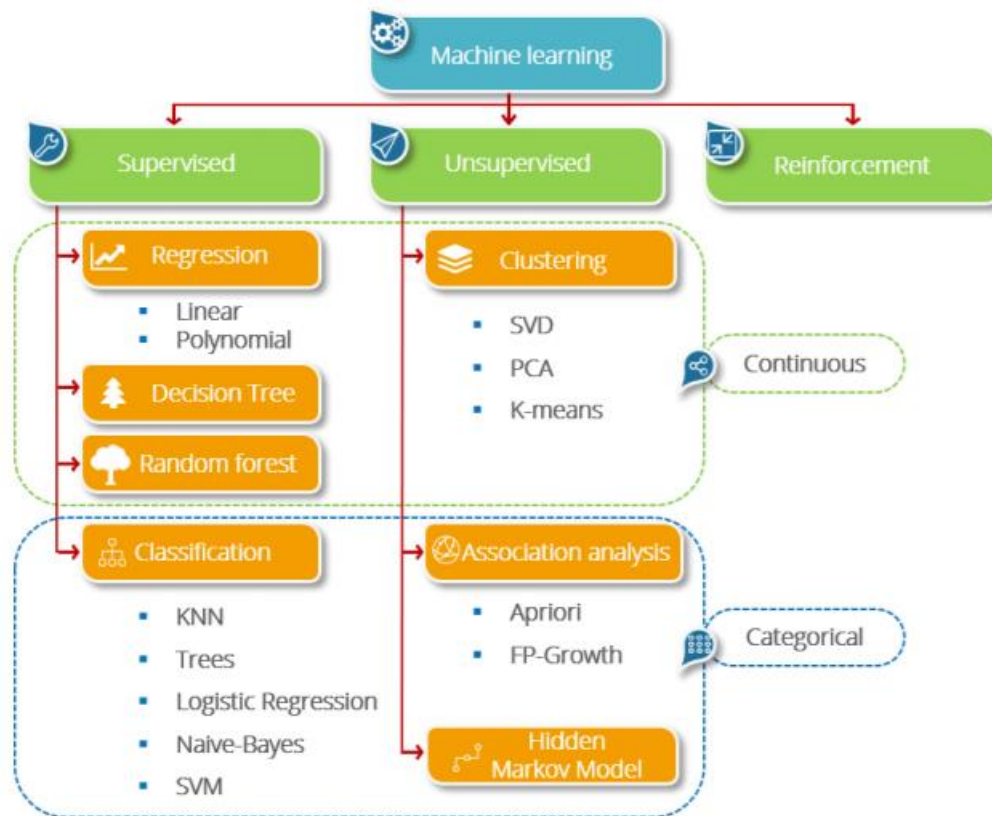 Machine learning
Supervised
Unsupervised
Reinforcement
Regression
Linear
Polynomial
Decision Tree
Random forest
Clustering
SVD
PCA
K-means
Continuous
Classification
KNN
Trees
Logistic Regression
Naive-Bayes
SVM
Association analysis
Apriori
FP-Growth
Hidden
Markov Model
Categorical